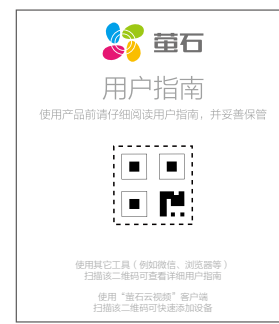 萤石
用户指南
使用产品前请仔细阅读用户指南，并妥善保管
使用其它工具（例如微信、浏览器等）
扫描该二维码可查看详细用户指南
使用“萤石云视频”客户端
扫描该二维码可快速添加设备